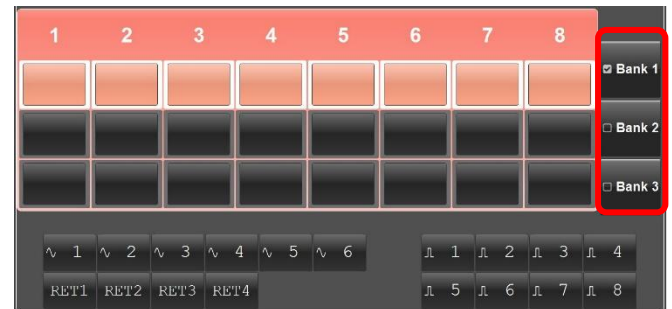 1 2 3 4 5 6 7 8
Bank 1
Bank 2
Bank 3
1 2 3 4 5 6 1 2 3 4
RET1 RET2 RET3 RET4 5 6 7 8